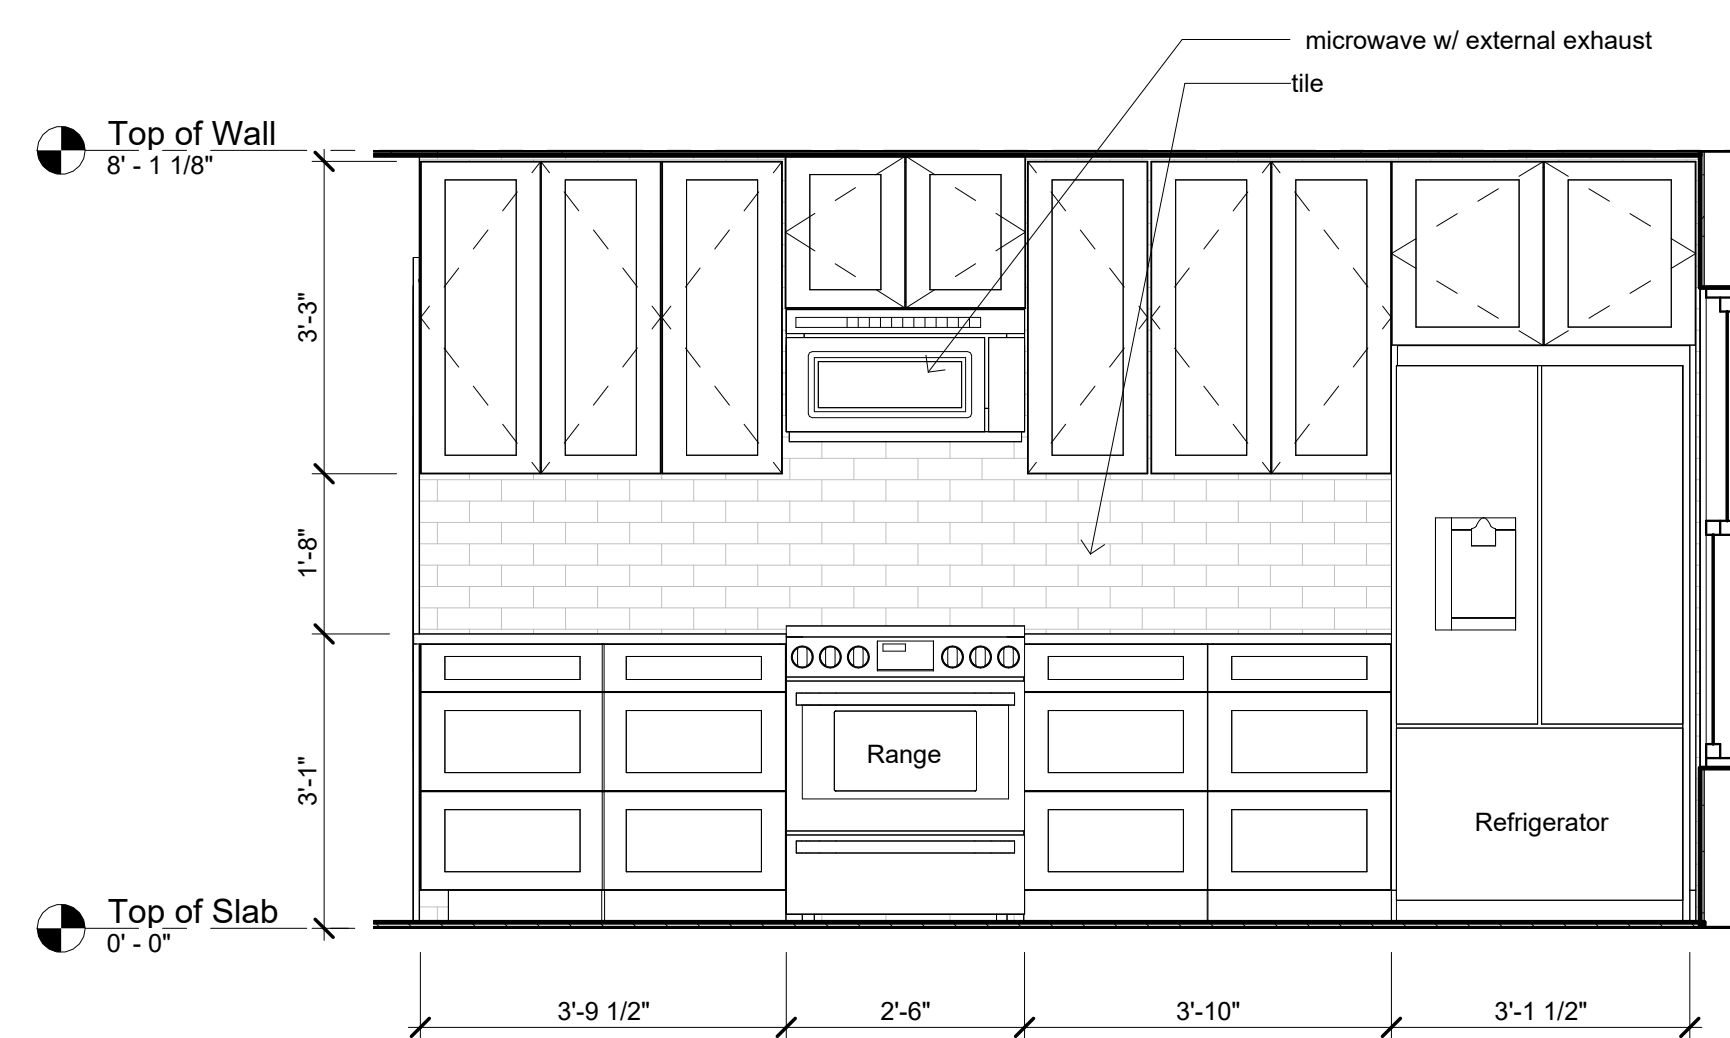 microwave w/ external exhaust
tile
Top of Wall
8' - 1 1/8"
3'-3"
1'-8"
3'-1"
Range
Refrigerator
Top of Slab
0' - 0"
3'-9 1/2"
2'-6"
3'-10"
3'-1 1/2"